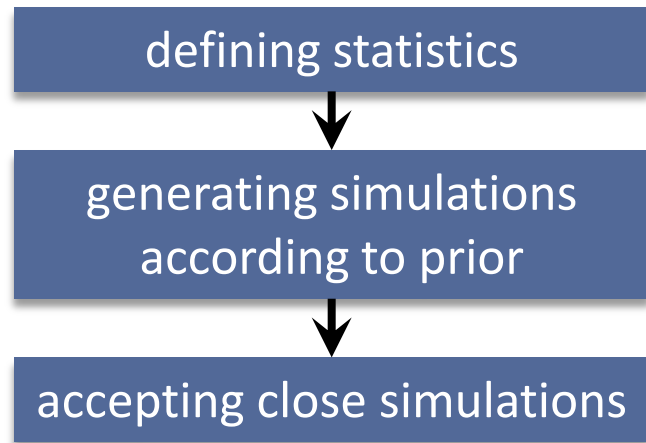 defining statistics
generating simulations
according to prior
accepting close simulations